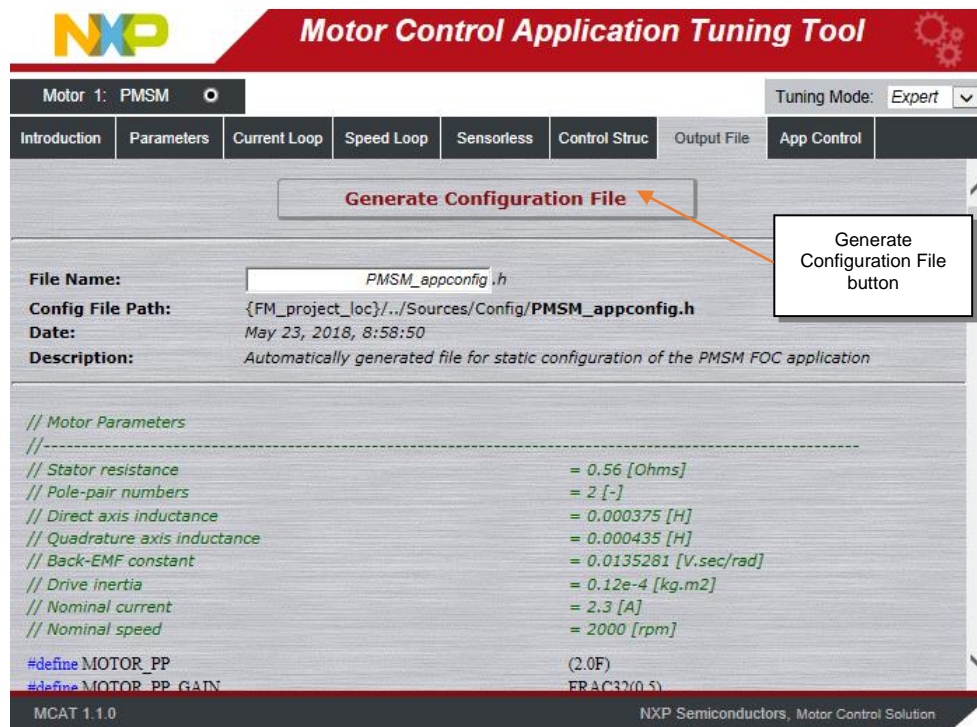 NXP Motor Control Application Tuning Tool
Motor 1: PMSM Tuning Mode: Expert
Introduction Parameters Current Loop Speed Loop Sensorless Control Struc Output File App Control
Generate Configuration File
Generate
Configuration File
button
File Name: PMSM_appconfig .h
Config File Path: {FM_project_loc}/../Sources/Config/PMSM_appconfig.h
Date: May 23, 2018, 8:58:50
Description: Automatically generated file for static configuration of the PMSM FOC application
// Motor Parameters
//------------------------------------------------------------------------------------------
// Stator resistance = 0.56 [Ohms]
// Pole-pair numbers = 2 [-]
// Direct axis inductance = 0.000375 [H]
// Quadrature axis inductance = 0.000435 [H]
// Back-EMF constant = 0.0135281 [V.sec/rad]
// Drive inertia = 0.12e-4 [kg.m2]
// Nominal current = 2.3 [A]
// Nominal speed = 2000 [rpm]
#define MOTOR_PP (2.0F)
#define MOTOR_PP_GAIN FRAC32(0.5)
MCAT 1.1.0 NXP Semiconductors, Motor Control Solution